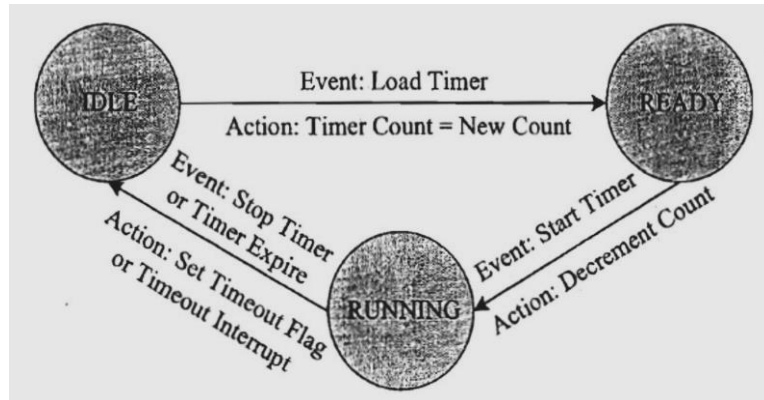 Event: Load Timer
IDLE
READY
Action: Timer Count = New Count
Event: Stop Timer
or Timer Expire
Action: Set Timeout Flag
or Timeout Interrupt
Event: Start Timer
Action: Decrement Count
RUNNING